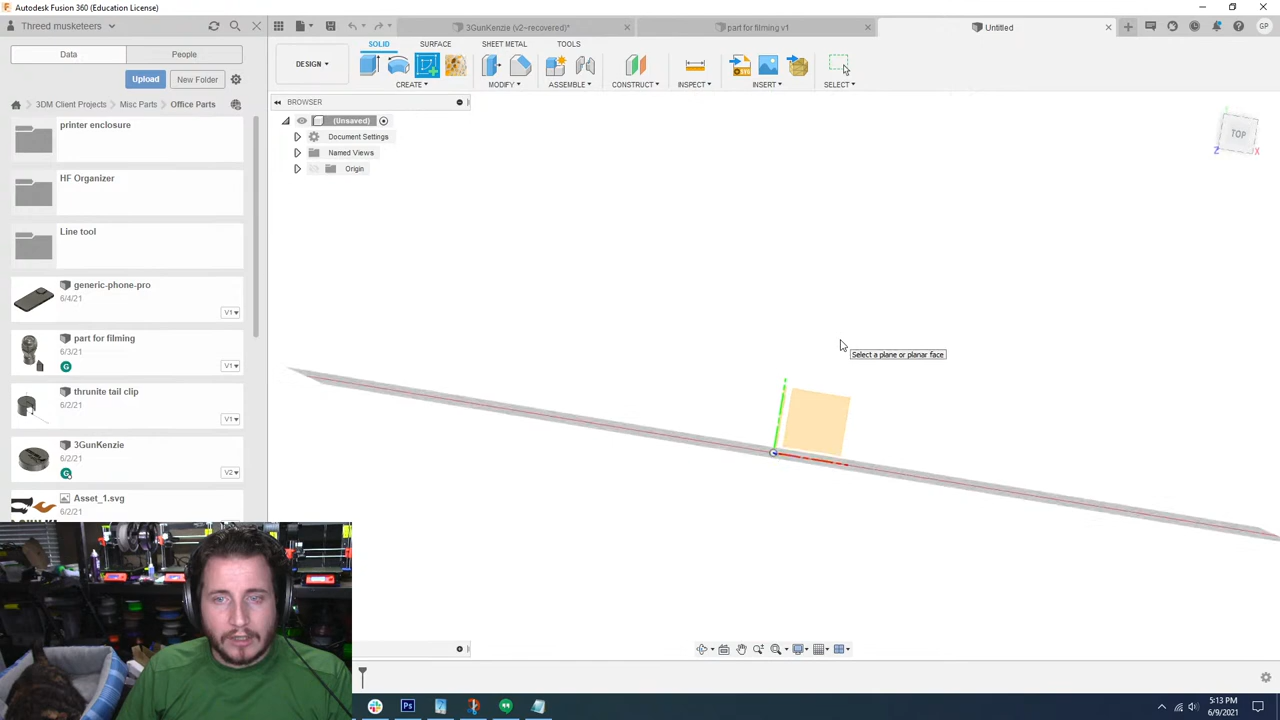 Autodesk Fusion 360 (Education License)
Threed musketeers
3GunKenzie (v2~recovered)*
part for filming v1
Untitled
GP
Data
People
DESIGN
SOLID
SURFACE
SHEET METAL
TOOLS
Upload
New Folder
CREATE
MODIFY
ASSEMBLE
CONSTRUCT
INSPECT
INSERT
SELECT
3DM Client Projects
Misc Parts
Office Parts
BROWSER
(Unsaved)
Document Settings
Named Views
Origin
TOP
Z
X
printer enclosure
HF Organizer
Line tool
generic-phone-pro
6/4/21
V1
part for filming
6/3/21
G
V1
thrunite tail clip
6/2/21
V1
3GunKenzie
6/2/21
G
V2
Asset_1.svg
6/2/21
Select a plane or planar face
5:13 PM
6/9/2021